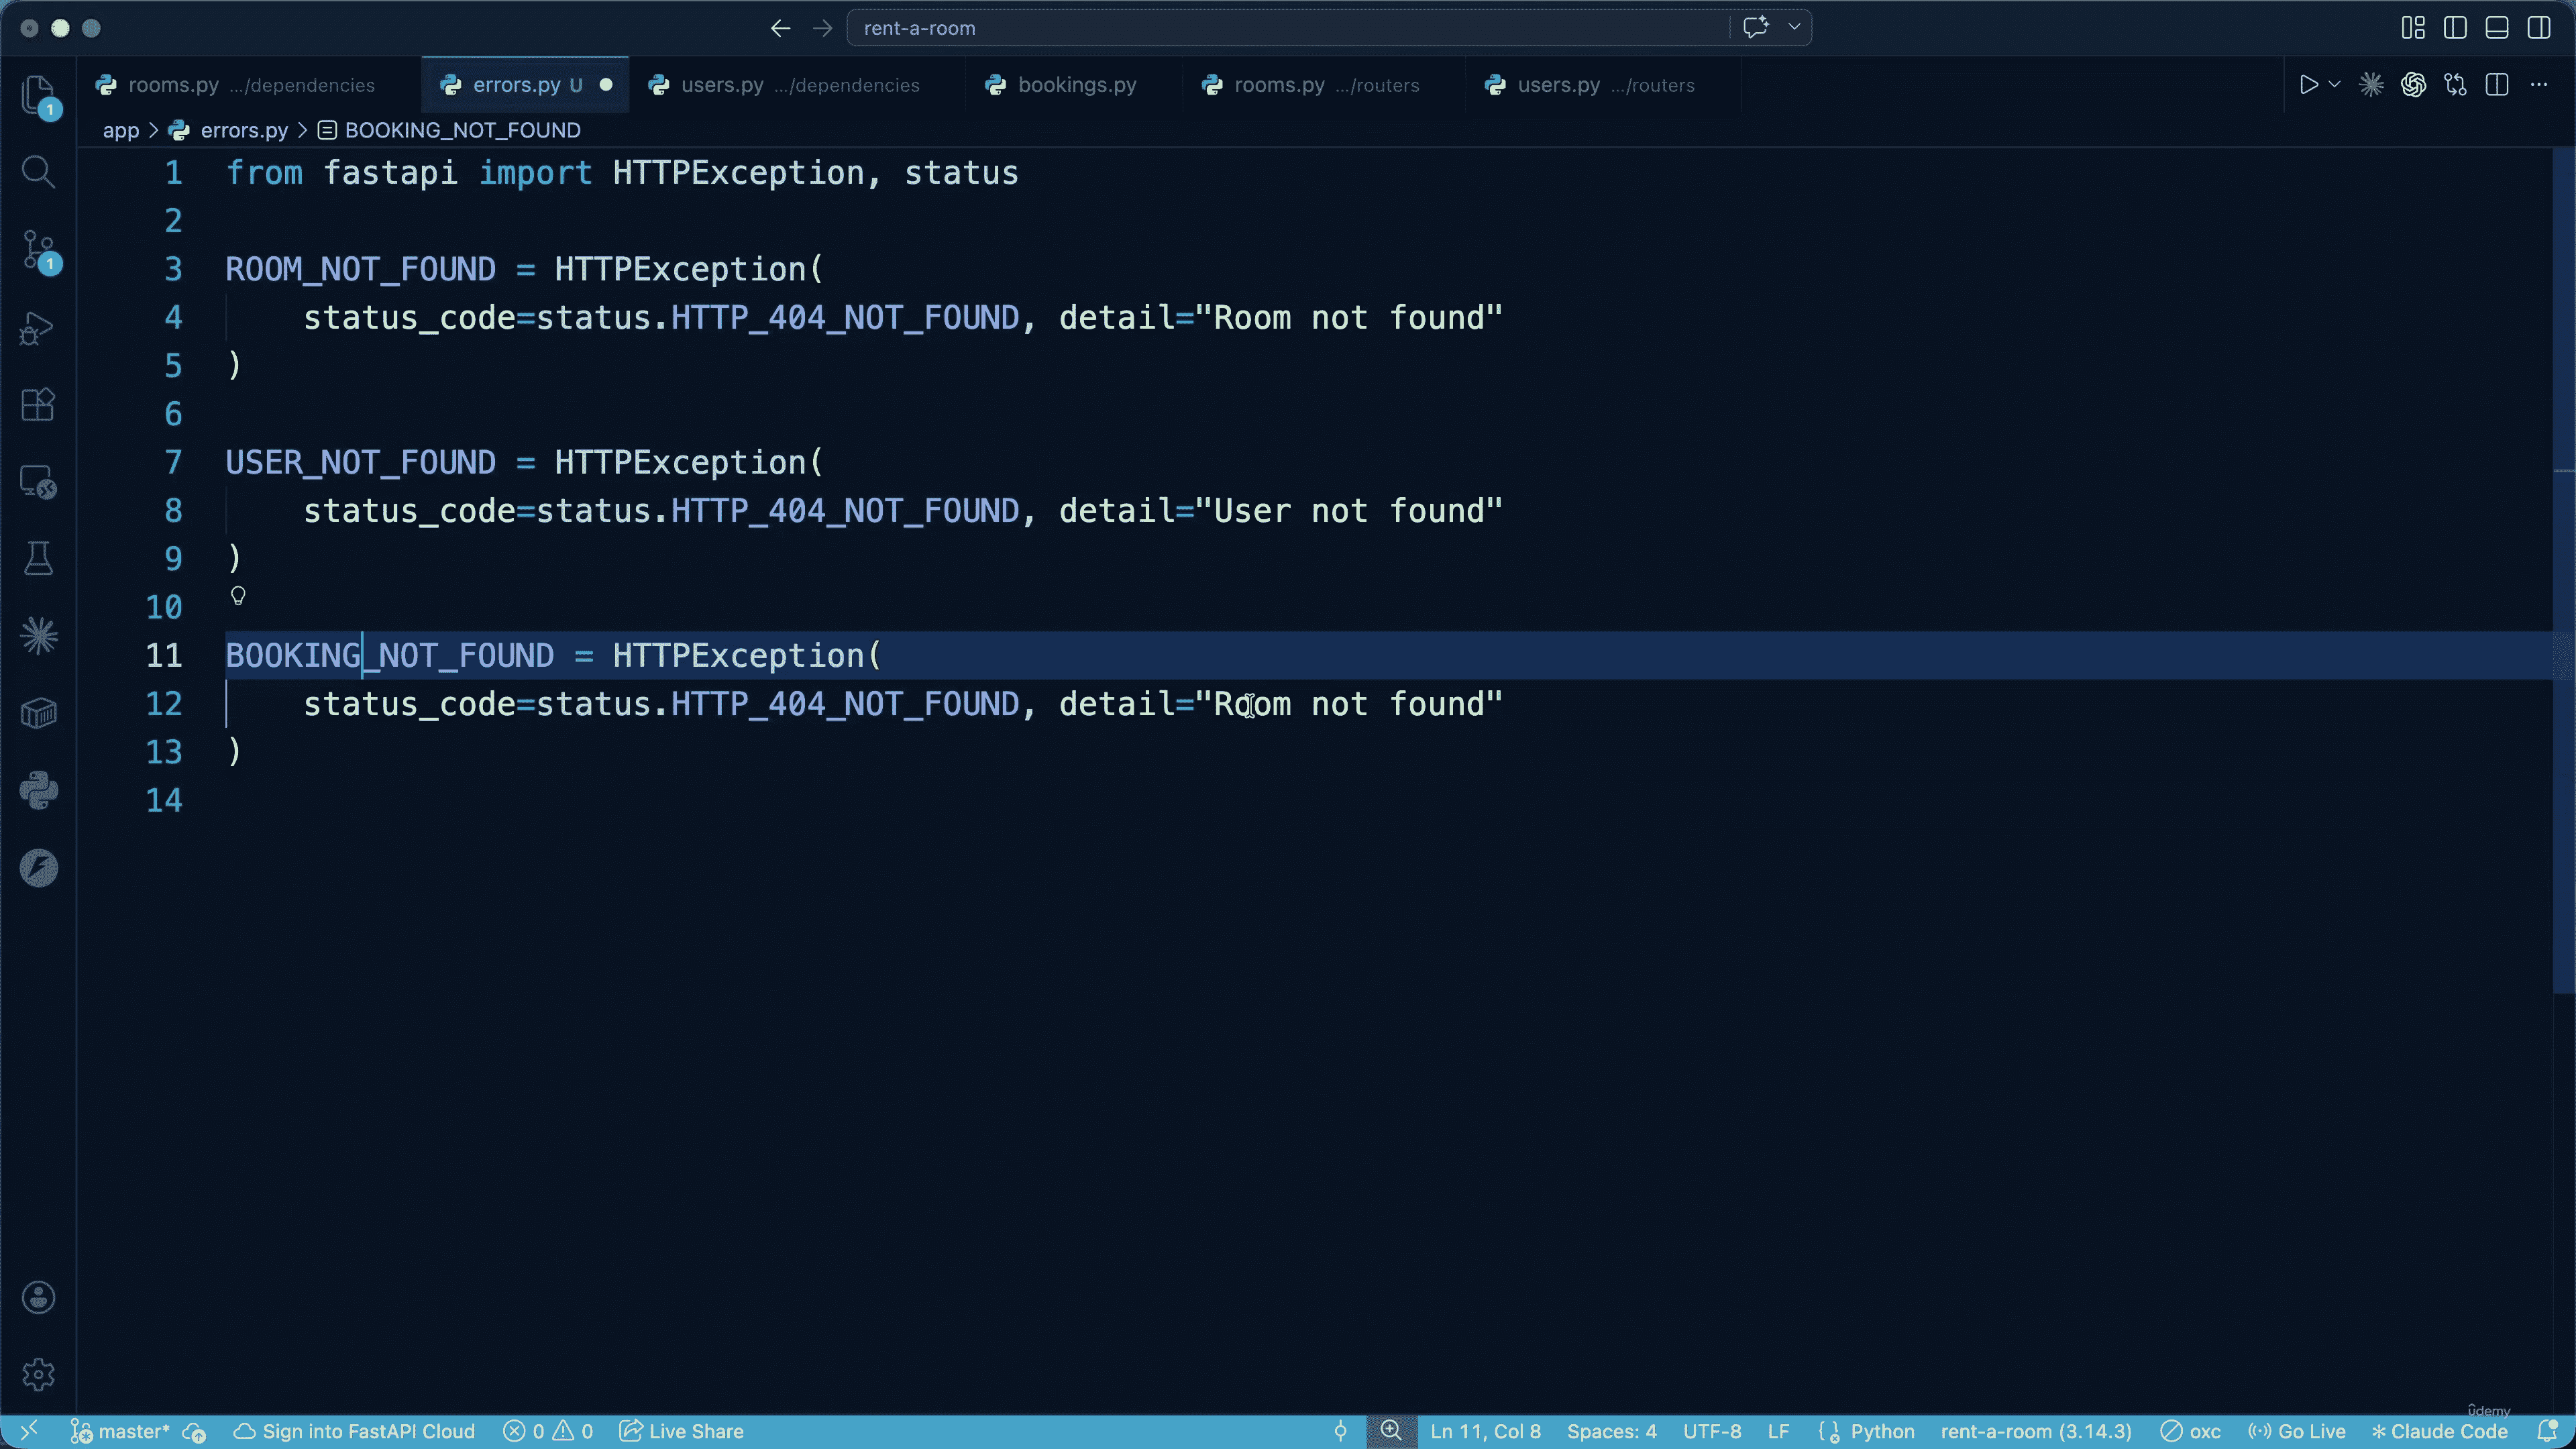 rent-a-room
rooms.py .../dependencies
errors.py U
users.py .../dependencies
bookings.py
rooms.py .../routers
users.py .../routers
app > errors.py > BOOKING_NOT_FOUND
1 from fastapi import HTTPException, status
2
3 ROOM_NOT_FOUND = HTTPException(
4 status_code=status.HTTP_404_NOT_FOUND, detail="Room not found"
5 )
6
7 USER_NOT_FOUND = HTTPException(
8 status_code=status.HTTP_404_NOT_FOUND, detail="User not found"
9 )
10
11 BOOKING_NOT_FOUND = HTTPException(
12 status_code=status.HTTP_404_NOT_FOUND, detail="Room not found"
13 )
14
1
1
udemy
master* Sign into FastAPI Cloud 0 0 Live Share Ln 11, Col 8 Spaces: 4 UTF-8 LF Python rent-a-room (3.14.3) oxc Go Live Claude Code